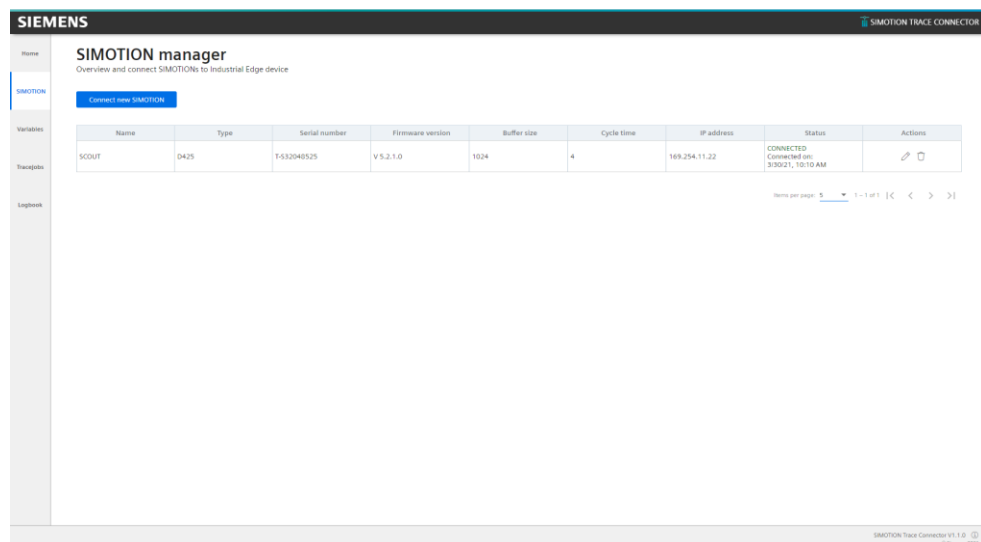 SIEMENS
SIMOTION TRACE CONNECTOR
Home
SIMOTION
Variables
Tracejobs
Logbook
SIMOTION manager
Overview and connect SIMOTIONs to Industrial Edge device
Connect new SIMOTION
Name Type Serial number Firmware version Buffer size Cycle time IP address Status Actions
SCOUT D425 T-S32040525 V 5.2.1.0 1024 4 169.254.11.22 CONNECTED
Connected on:
3/30/21, 10:10 AM
Items per page: 5 1 – 1 of 1
SIMOTION Trace Connector V1.1.0